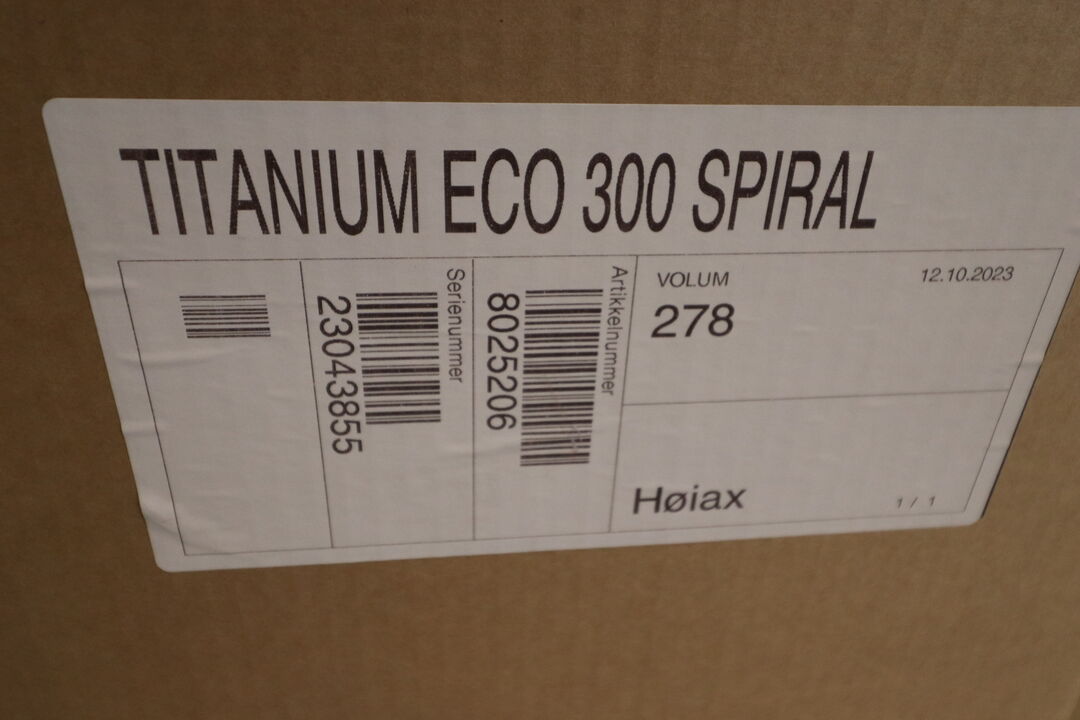 TITANIUM ECO 300 SPIRAL
Serienummer
23043855
Artikkelnummer
8025206
VOLUM
278
12.10.2023
Høiax
1 / 1